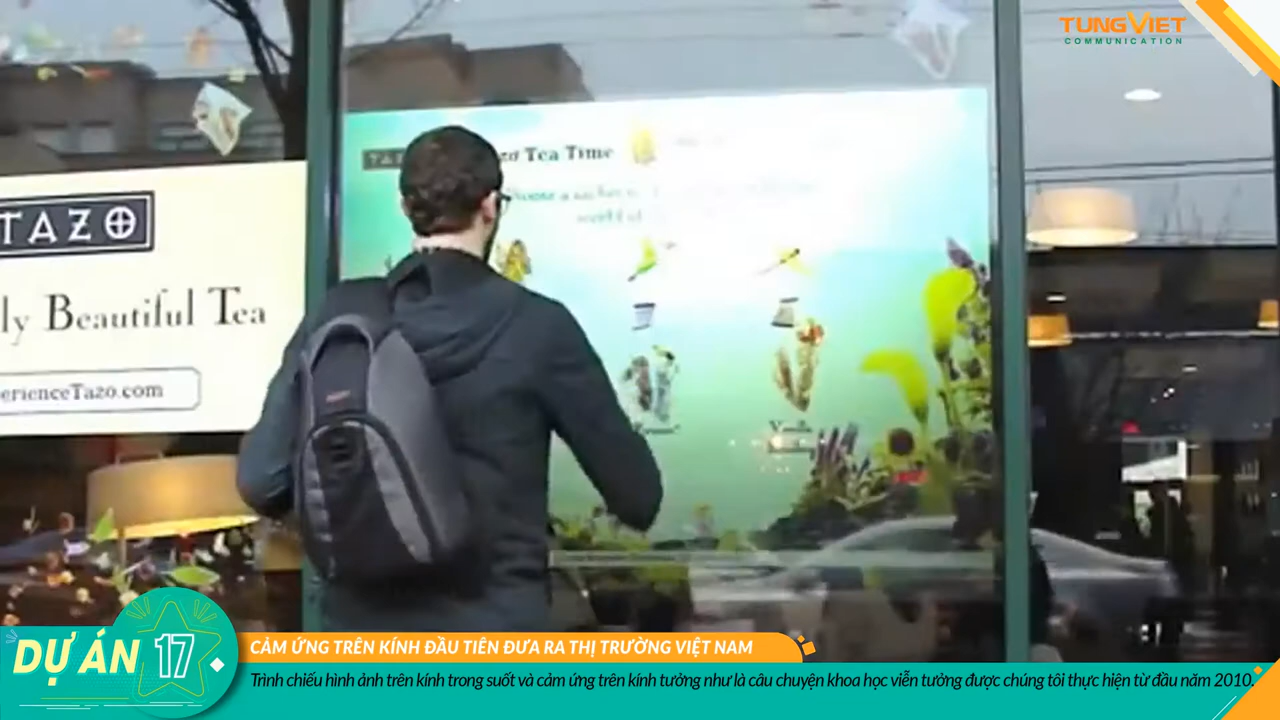 TUNGVIET
COMMUNICATION
Tea Time
TAZO
ly Beautiful Tea
erienceTazo.com
DỰ ÁN 17
CẢM ỨNG TRÊN KÍNH ĐẦU TIÊN ĐƯA RA THỊ TRƯỜNG VIỆT NAM
Trình chiếu hình ảnh trên kính trong suốt và cảm ứng trên kính tưởng như là câu chuyện khoa học viễn tưởng được chúng tôi thực hiện từ đầu năm 2010.